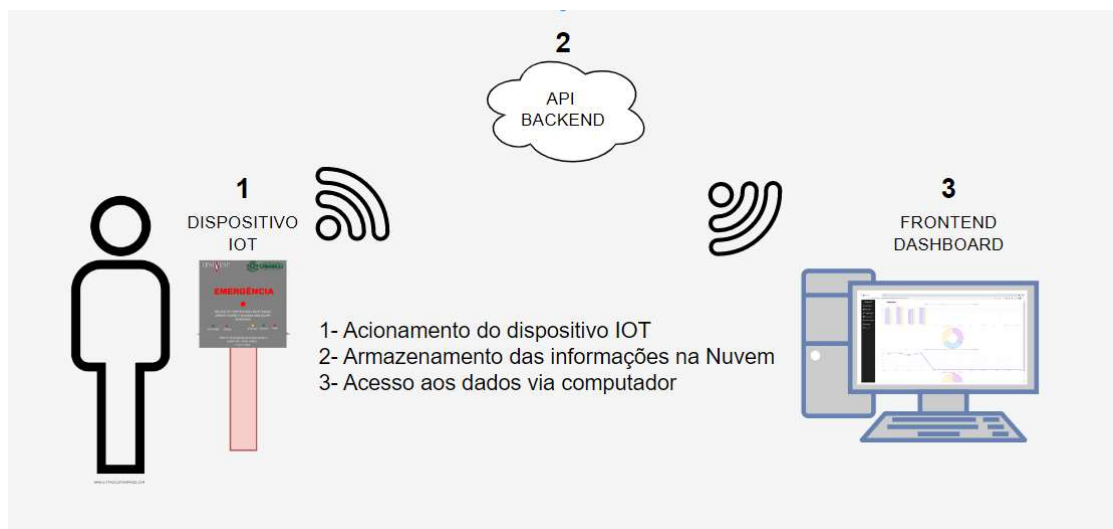 2
API
BACKEND
1
DISPOSITIVO
IOT
EMERGÊNCIA
3
FRONTEND
DASHBOARD
1- Acionamento do dispositivo IOT
2- Armazenamento das informações na Nuvem
3- Acesso aos dados via computador